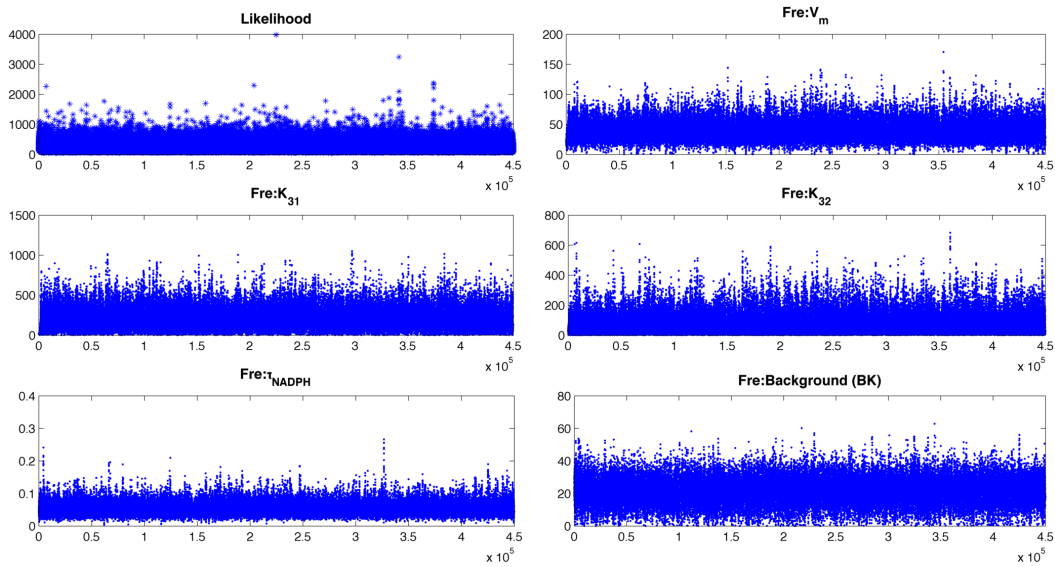 Likelihood
4000
3000
2000
1000
0
0 0.5 1 1.5 2 2.5 3 3.5 4 4.5
x 10^5
Fre:V_m
200
150
100
50
0
0 0.5 1 1.5 2 2.5 3 3.5 4 4.5
x 10^5
Fre:K_31
1500
1000
500
0
0 0.5 1 1.5 2 2.5 3 3.5 4 4.5
x 10^5
Fre:K_32
800
600
400
200
0
0 0.5 1 1.5 2 2.5 3 3.5 4 4.5
x 10^5
Fre:τ_NADPH
0.4
0.3
0.2
0.1
0
0 0.5 1 1.5 2 2.5 3 3.5 4 4.5
x 10^5
Fre:Background (BK)
80
60
40
20
0
0 0.5 1 1.5 2 2.5 3 3.5 4 4.5
x 10^5